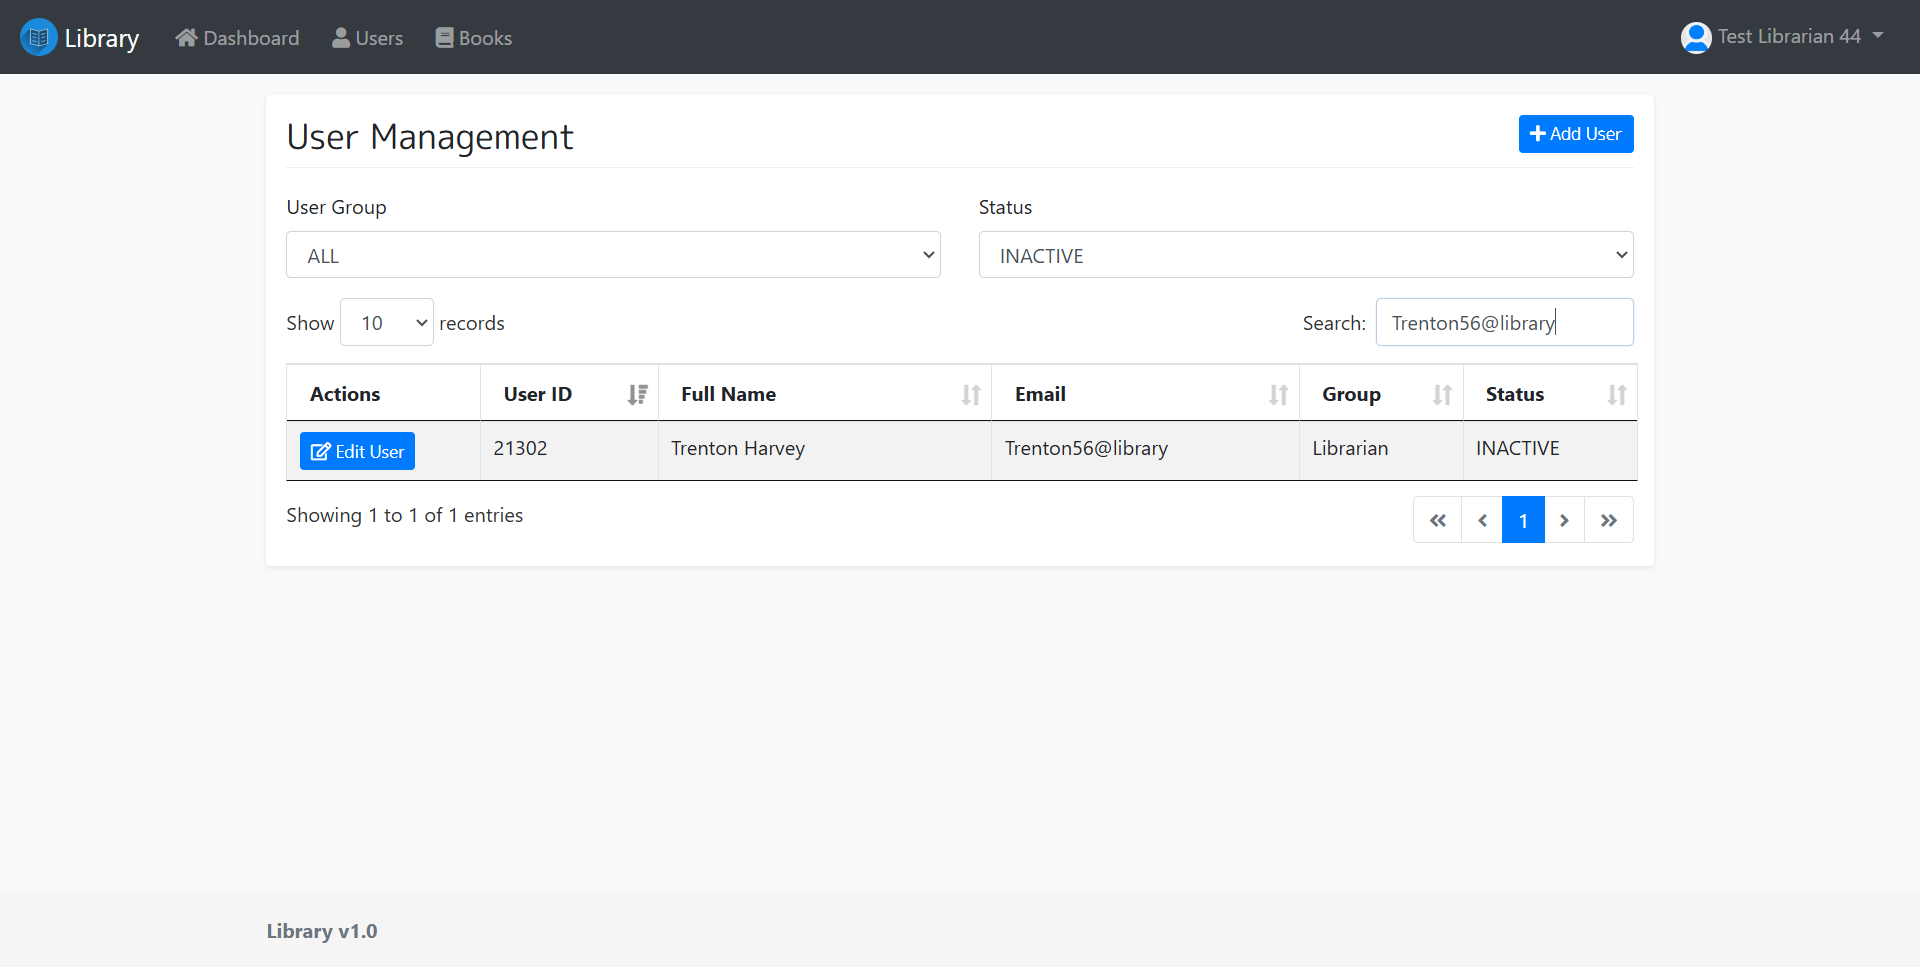 Library Dashboard Users Books Test Librarian 44
User Management Add User
User Group Status
ALL INACTIVE
Show 10 records Search: Trenton56@library
Actions User ID Full Name Email Group Status
Edit User 21302 Trenton Harvey Trenton56@library Librarian INACTIVE
Showing 1 to 1 of 1 entries 1
Library v1.0